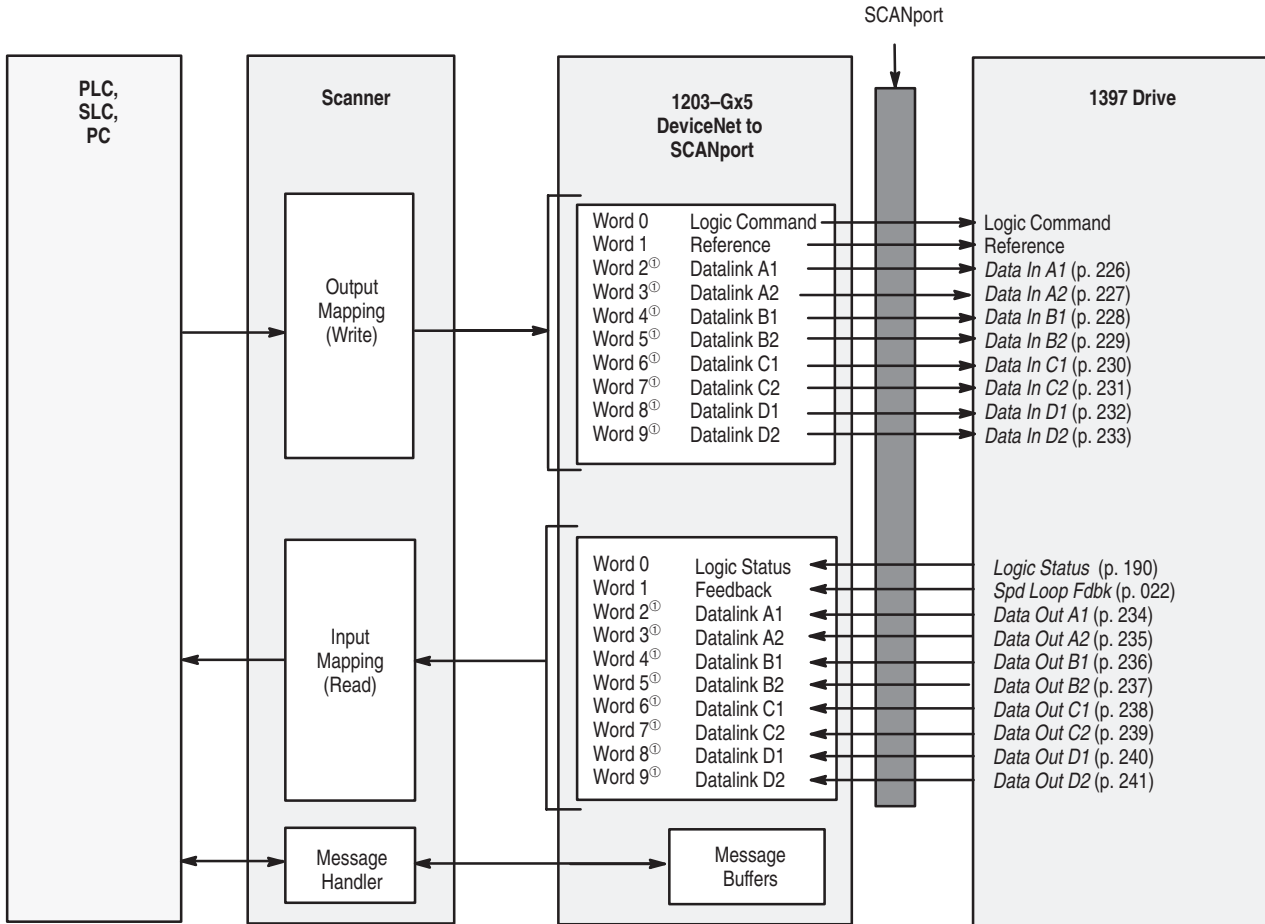 SCANport
PLC,
SLC,
PC
Scanner
1203–Gx5
DeviceNet to
SCANport
1397 Drive
Output
Mapping
(Write)
Word 0 Logic Command Logic Command
Word 1 Reference Reference
Word 2① Datalink A1 Data In A1 (p. 226)
Word 3① Datalink A2 Data In A2 (p. 227)
Word 4① Datalink B1 Data In B1 (p. 228)
Word 5① Datalink B2 Data In B2 (p. 229)
Word 6① Datalink C1 Data In C1 (p. 230)
Word 7① Datalink C2 Data In C2 (p. 231)
Word 8① Datalink D1 Data In D1 (p. 232)
Word 9① Datalink D2 Data In D2 (p. 233)
Input
Mapping
(Read)
Word 0 Logic Status Logic Status (p. 190)
Word 1 Feedback Spd Loop Fdbk (p. 022)
Word 2① Datalink A1 Data Out A1 (p. 234)
Word 3① Datalink A2 Data Out A2 (p. 235)
Word 4① Datalink B1 Data Out B1 (p. 236)
Word 5① Datalink B2 Data Out B2 (p. 237)
Word 6① Datalink C1 Data Out C1 (p. 238)
Word 7① Datalink C2 Data Out C2 (p. 239)
Word 8① Datalink D1 Data Out D1 (p. 240)
Word 9① Datalink D2 Data Out D2 (p. 241)
Message
Handler
Message
Buffers